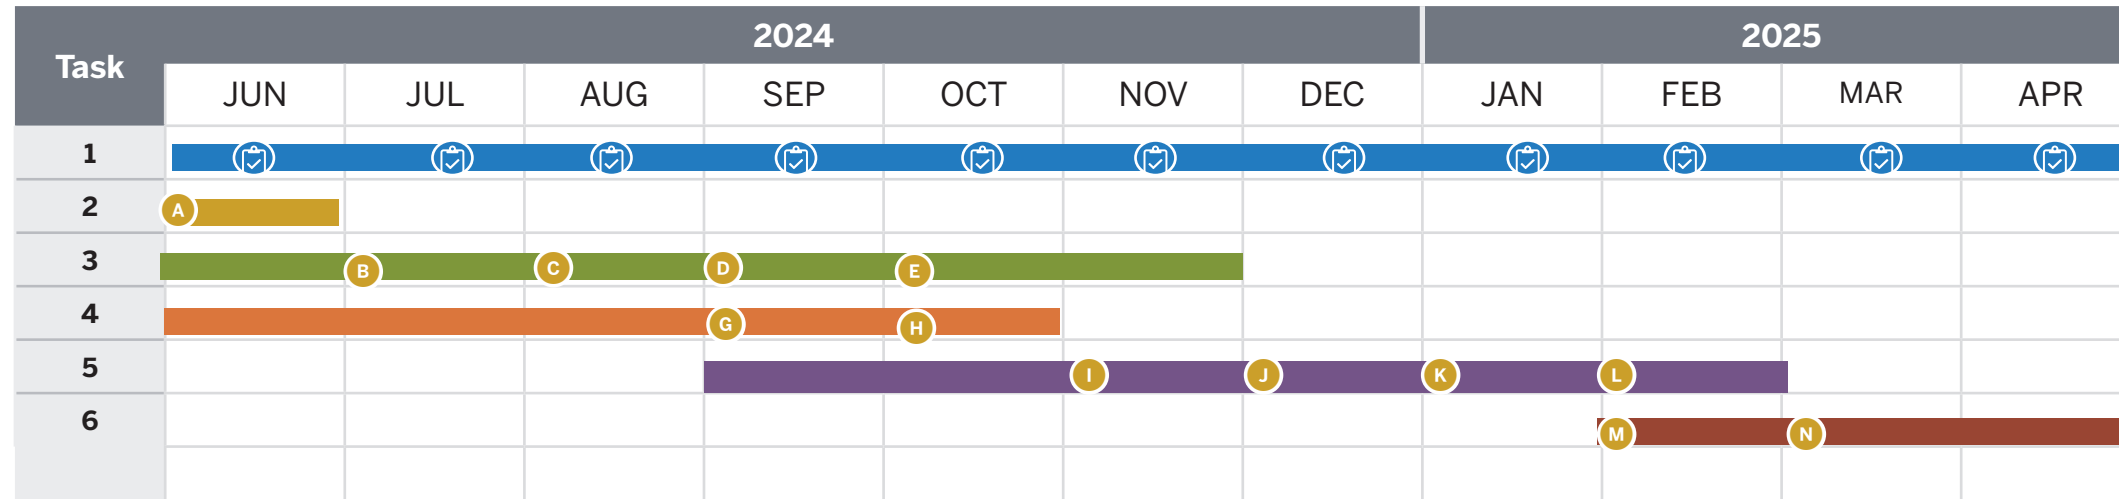 2024 2025
Task
JUN JUL AUG SEP OCT NOV DEC JAN FEB MAR APR
1
2 A
3 B C D E
4 G H
5 I J K L
6 M N